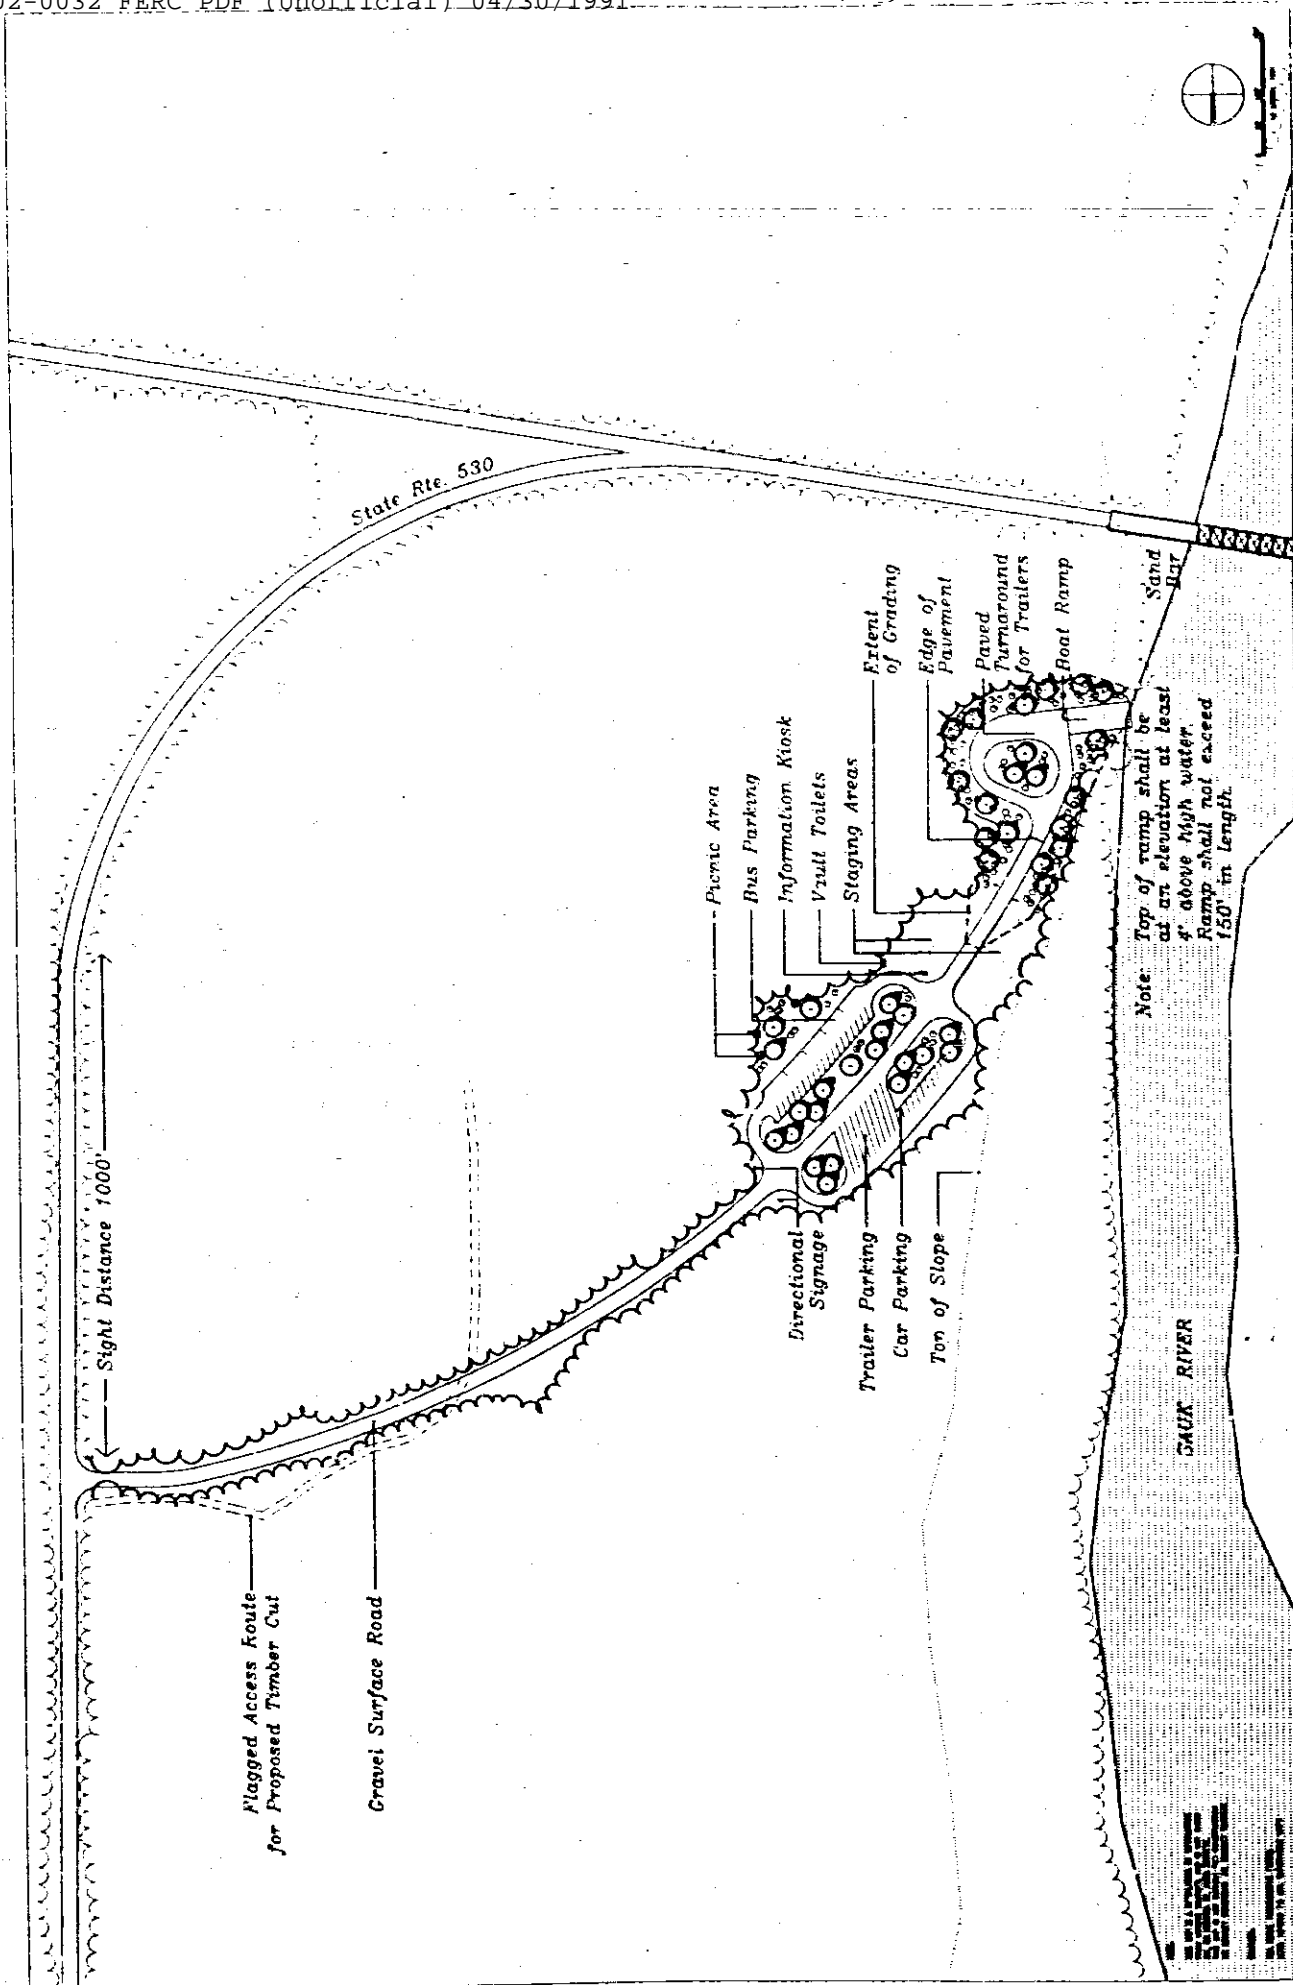 02-0032 FERC PDF (Unofficial) 04/30/1991
State Rte. 530
Sight Distance 1000'
Flagged Access Route
for Proposed Timber Cut
Gravel Surface Road
Picnic Area
Bus Parking
Information Kiosk
Vault Toilets
Staging Areas
Extent
of Grading
Edge of
Pavement
Paved
Turnaround
for Trailers
Boat Ramp
Sand
Bar
Directional
Signage
Trailer Parking
Car Parking
Top of Slope
Note: Top of ramp shall be
at an elevation at least
4' above high water.
Ramp shall not exceed
150' in length.
SAUK RIVER